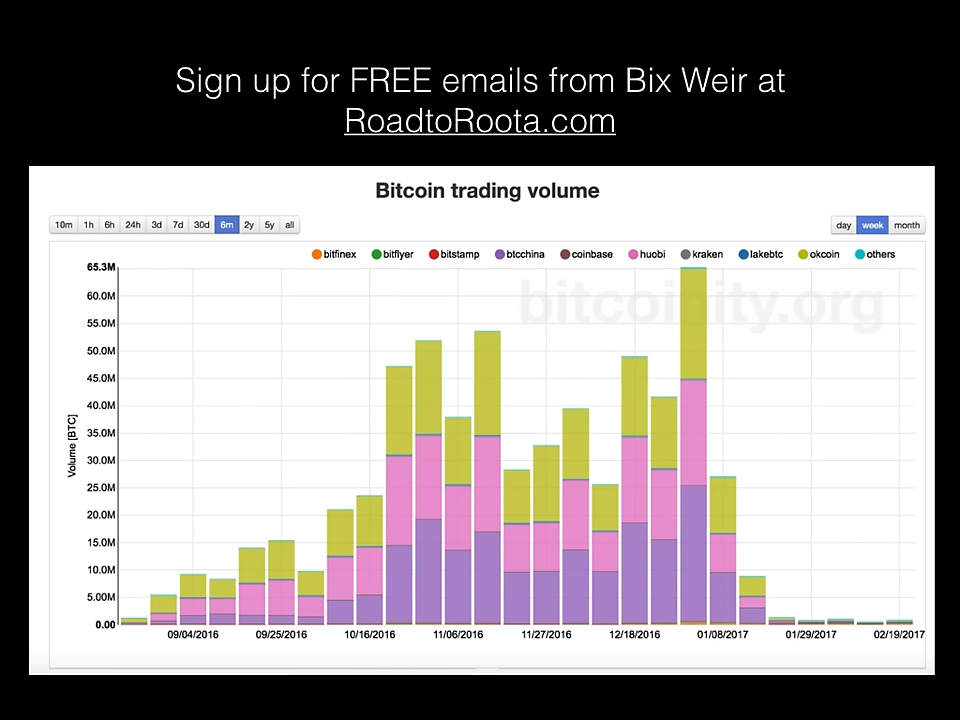 Sign up for FREE emails from Bix Weir at
RoadtoRoota.com
Bitcoin trading volume
10m 1h 6h 24h 3d 7d 30d 6m 2y 5y all
day week month
bitfinex bitflyer bitstamp btcchina coinbase huobi kraken lakebtc okcoin others
bitcoinity.org
65.3M
60.0M
55.0M
50.0M
45.0M
40.0M
35.0M
30.0M
25.0M
20.0M
15.0M
10.0M
5.00M
0.00
Volume [BTC]
09/04/2016 09/25/2016 10/16/2016 11/06/2016 11/27/2016 12/18/2016 01/08/2017 01/29/2017 02/19/2017